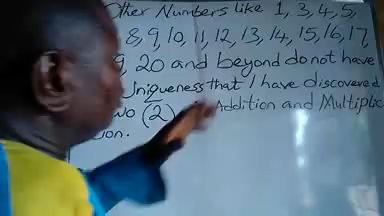 Other Numbers like 1, 3, 4, 5,
8, 9, 10, 11, 12, 13, 14, 15, 16, 17,
9, 20 and beyond do not have
Uniqueness that I have discovered
(2) Addition and Multiplic
ion.